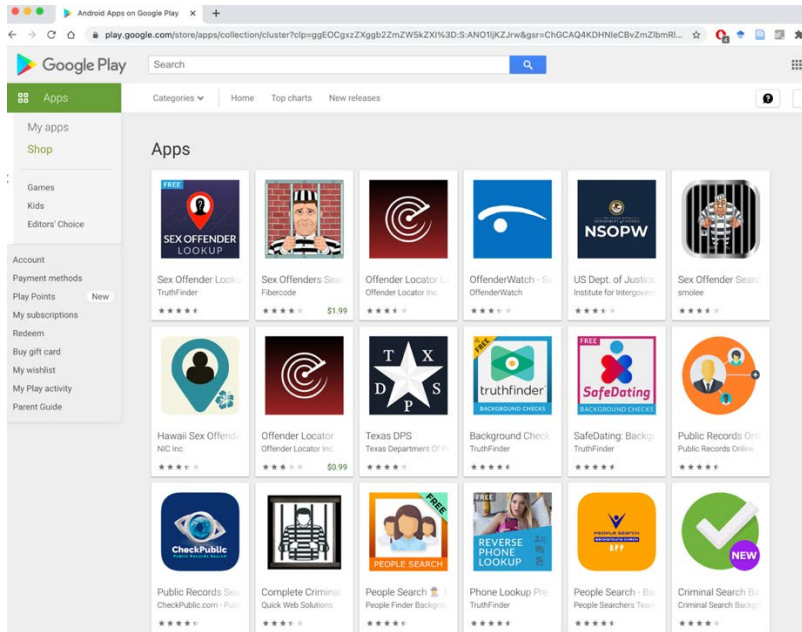 Android Apps on Google Play
play.google.com/store/apps/collection/cluster?clp=ggEOCgxzZXggb2ZmZW5kZXI%3D:S:ANO1ljKZJrw&gsr=ChGCAQ4KDHNleCBvZmZlbmRl...
Google Play
Search
Apps
Categories Home Top charts New releases
My apps
Shop
Games
Kids
Editors' Choice
Account
Payment methods
Play Points New
My subscriptions
Redeem
Buy gift card
My wishlist
My Play activity
Parent Guide
Apps
FREE
SEX OFFENDER
LOOKUP
NSOPW
Sex Offender Look
Sex Offenders Sear
Offender Locator L
OffenderWatch - Se
US Dept. of Justice
Sex Offender Searc
TruthFinder
Fibercode
Offender Locator Inc.
OffenderWatch
Institute for Intergovern
smolee
$1.99
T X
D S
P
FREE
truthfinder
BACKGROUND CHECKS
FREE
SafeDating
BACKGROUND CHECKS
Hawaii Sex Offende
Offender Locator
Texas DPS
Background Check
SafeDating: Backg
Public Records Onl
NIC Inc.
Offender Locator Inc.
Texas Department Of P
TruthFinder
TruthFinder
Public Records Online
$0.99
CheckPublic
Public Records Search
FREE
PEOPLE SEARCH
FREE
REVERSE
PHONE
LOOKUP
PEOPLE SEARCH
BACKGROUND CHECK
APP
NEW
Public Records Sea
Complete Criminal
People Search
Phone Lookup Pre
People Search - Ba
Criminal Search Ba
CheckPublic.com - Pub
Quick Web Solutions
People Finder Backgrou
TruthFinder
People Searchers Team
Criminal Search Backgr